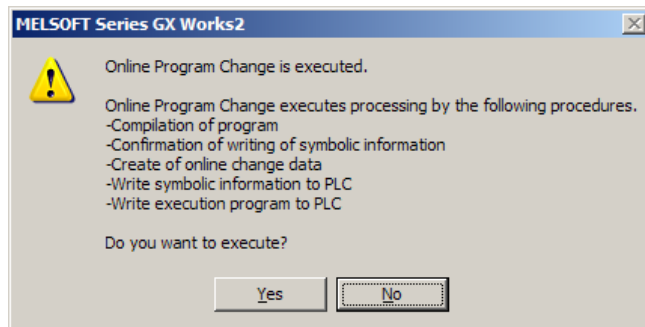 MELSOFT Series GX Works2
Online Program Change is executed.
Online Program Change executes processing by the following procedures.
-Compilation of program
-Confirmation of writing of symbolic information
-Create of online change data
-Write symbolic information to PLC
-Write execution program to PLC
Do you want to execute?
Yes No